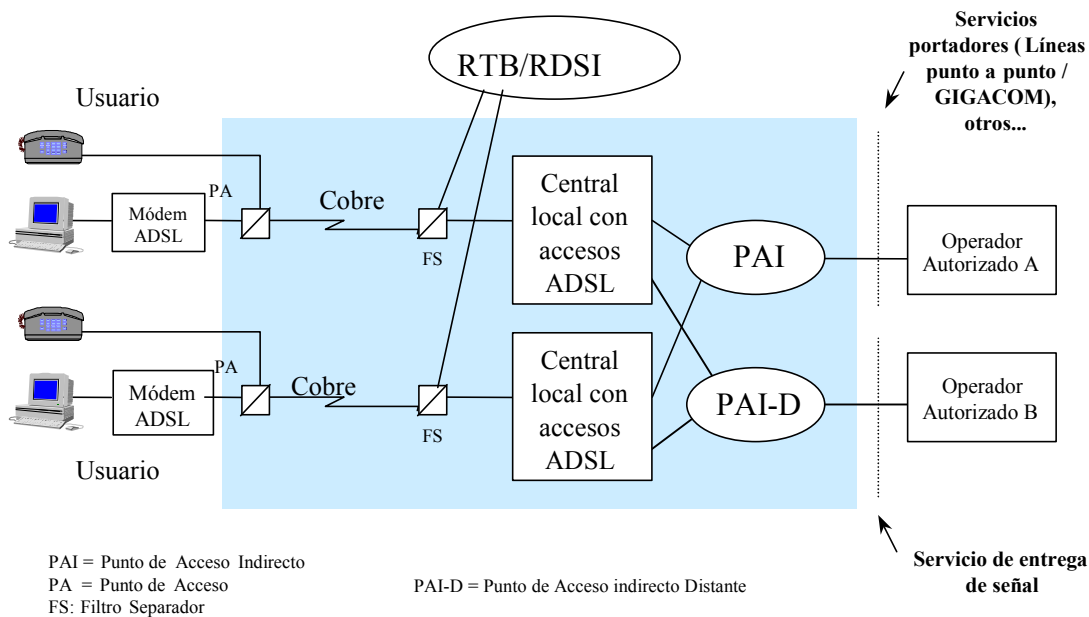 Servicios
portadores ( Líneas
punto a punto /
GIGACOM),
otros...
RTB/RDSI
Usuario
PA
Módem
ADSL
Cobre
FS
Central
local con
accesos
ADSL
PAI
Operador
Autorizado A
PA
Módem
ADSL
Cobre
FS
Central
local con
accesos
ADSL
PAI-D
Operador
Autorizado B
Usuario
Servicio de entrega
de señal
PAI = Punto de Acceso Indirecto
PA = Punto de Acceso
FS: Filtro Separador
PAI-D = Punto de Acceso indirecto Distante